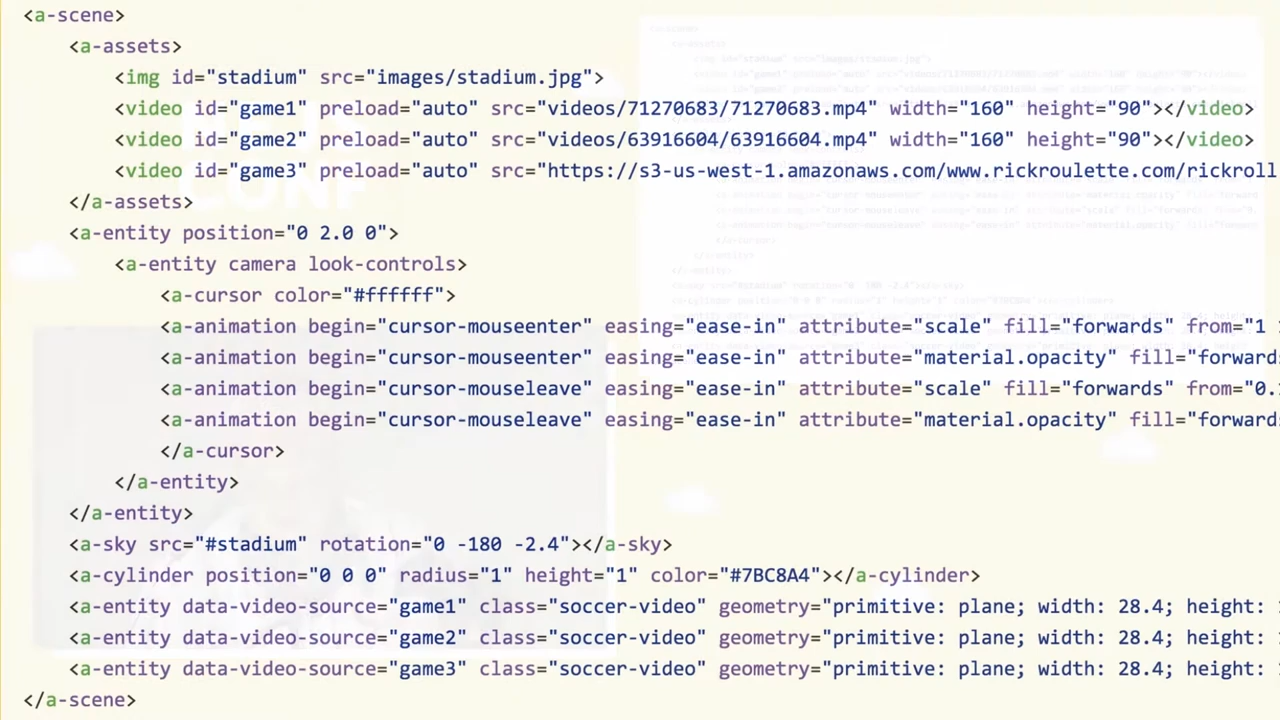 <a-scene>
<a-assets>
<img id="stadium" src="images/stadium.jpg">
<video id="game1" preload="auto" src="videos/71270683/71270683.mp4" width="160" height="90"></video>
<video id="game2" preload="auto" src="videos/63916604/63916604.mp4" width="160" height="90"></video>
<video id="game3" preload="auto" src="https://s3-us-west-1.amazonaws.com/www.rickroulette.com/rickroll
</a-assets>
<a-entity position="0 2.0 0">
<a-entity camera look-controls>
<a-cursor color="#ffffff">
<a-animation begin="cursor-mouseenter" easing="ease-in" attribute="scale" fill="forwards" from="1
<a-animation begin="cursor-mouseenter" easing="ease-in" attribute="material.opacity" fill="forwards
<a-animation begin="cursor-mouseleave" easing="ease-in" attribute="scale" fill="forwards" from="0.
<a-animation begin="cursor-mouseleave" easing="ease-in" attribute="material.opacity" fill="forwards
</a-cursor>
</a-entity>
</a-entity>
<a-sky src="#stadium" rotation="0 -180 -2.4"></a-sky>
<a-cylinder position="0 0 0" radius="1" height="1" color="#7BC8A4"></a-cylinder>
<a-entity data-video-source="game1" class="soccer-video" geometry="primitive: plane; width: 28.4; height:
<a-entity data-video-source="game2" class="soccer-video" geometry="primitive: plane; width: 28.4; height:
<a-entity data-video-source="game3" class="soccer-video" geometry="primitive: plane; width: 28.4; height:
</a-scene>
CONF